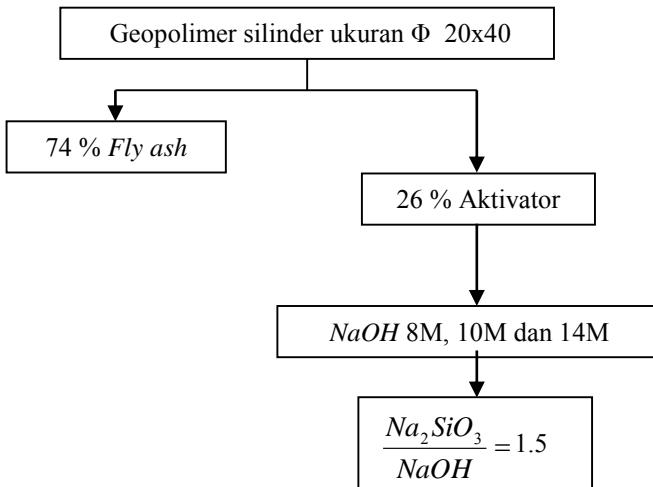 Geopolimer silinder ukuran Φ 20x40
74 % Fly ash
26 % Aktivator
NaOH 8M, 10M dan 14M
Na₂SiO₃
NaOH
= 1.5